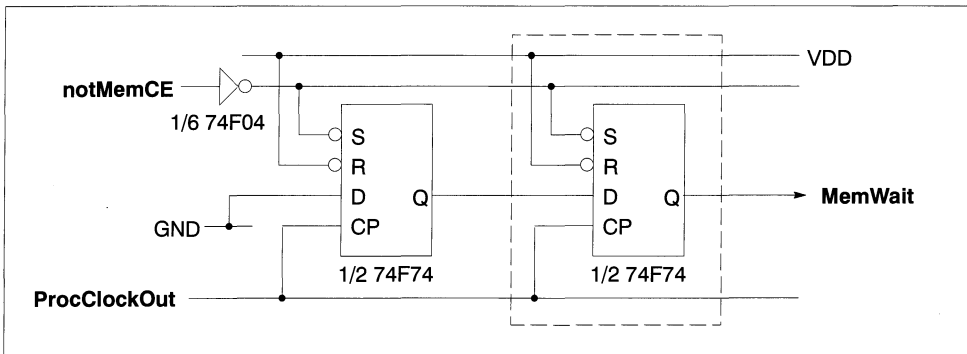 VDD
notMemCE
1/6 74F04
S
S
R
R
D Q
D Q
MemWait
CP
CP
GND
1/2 74F74
1/2 74F74
ProcClockOut